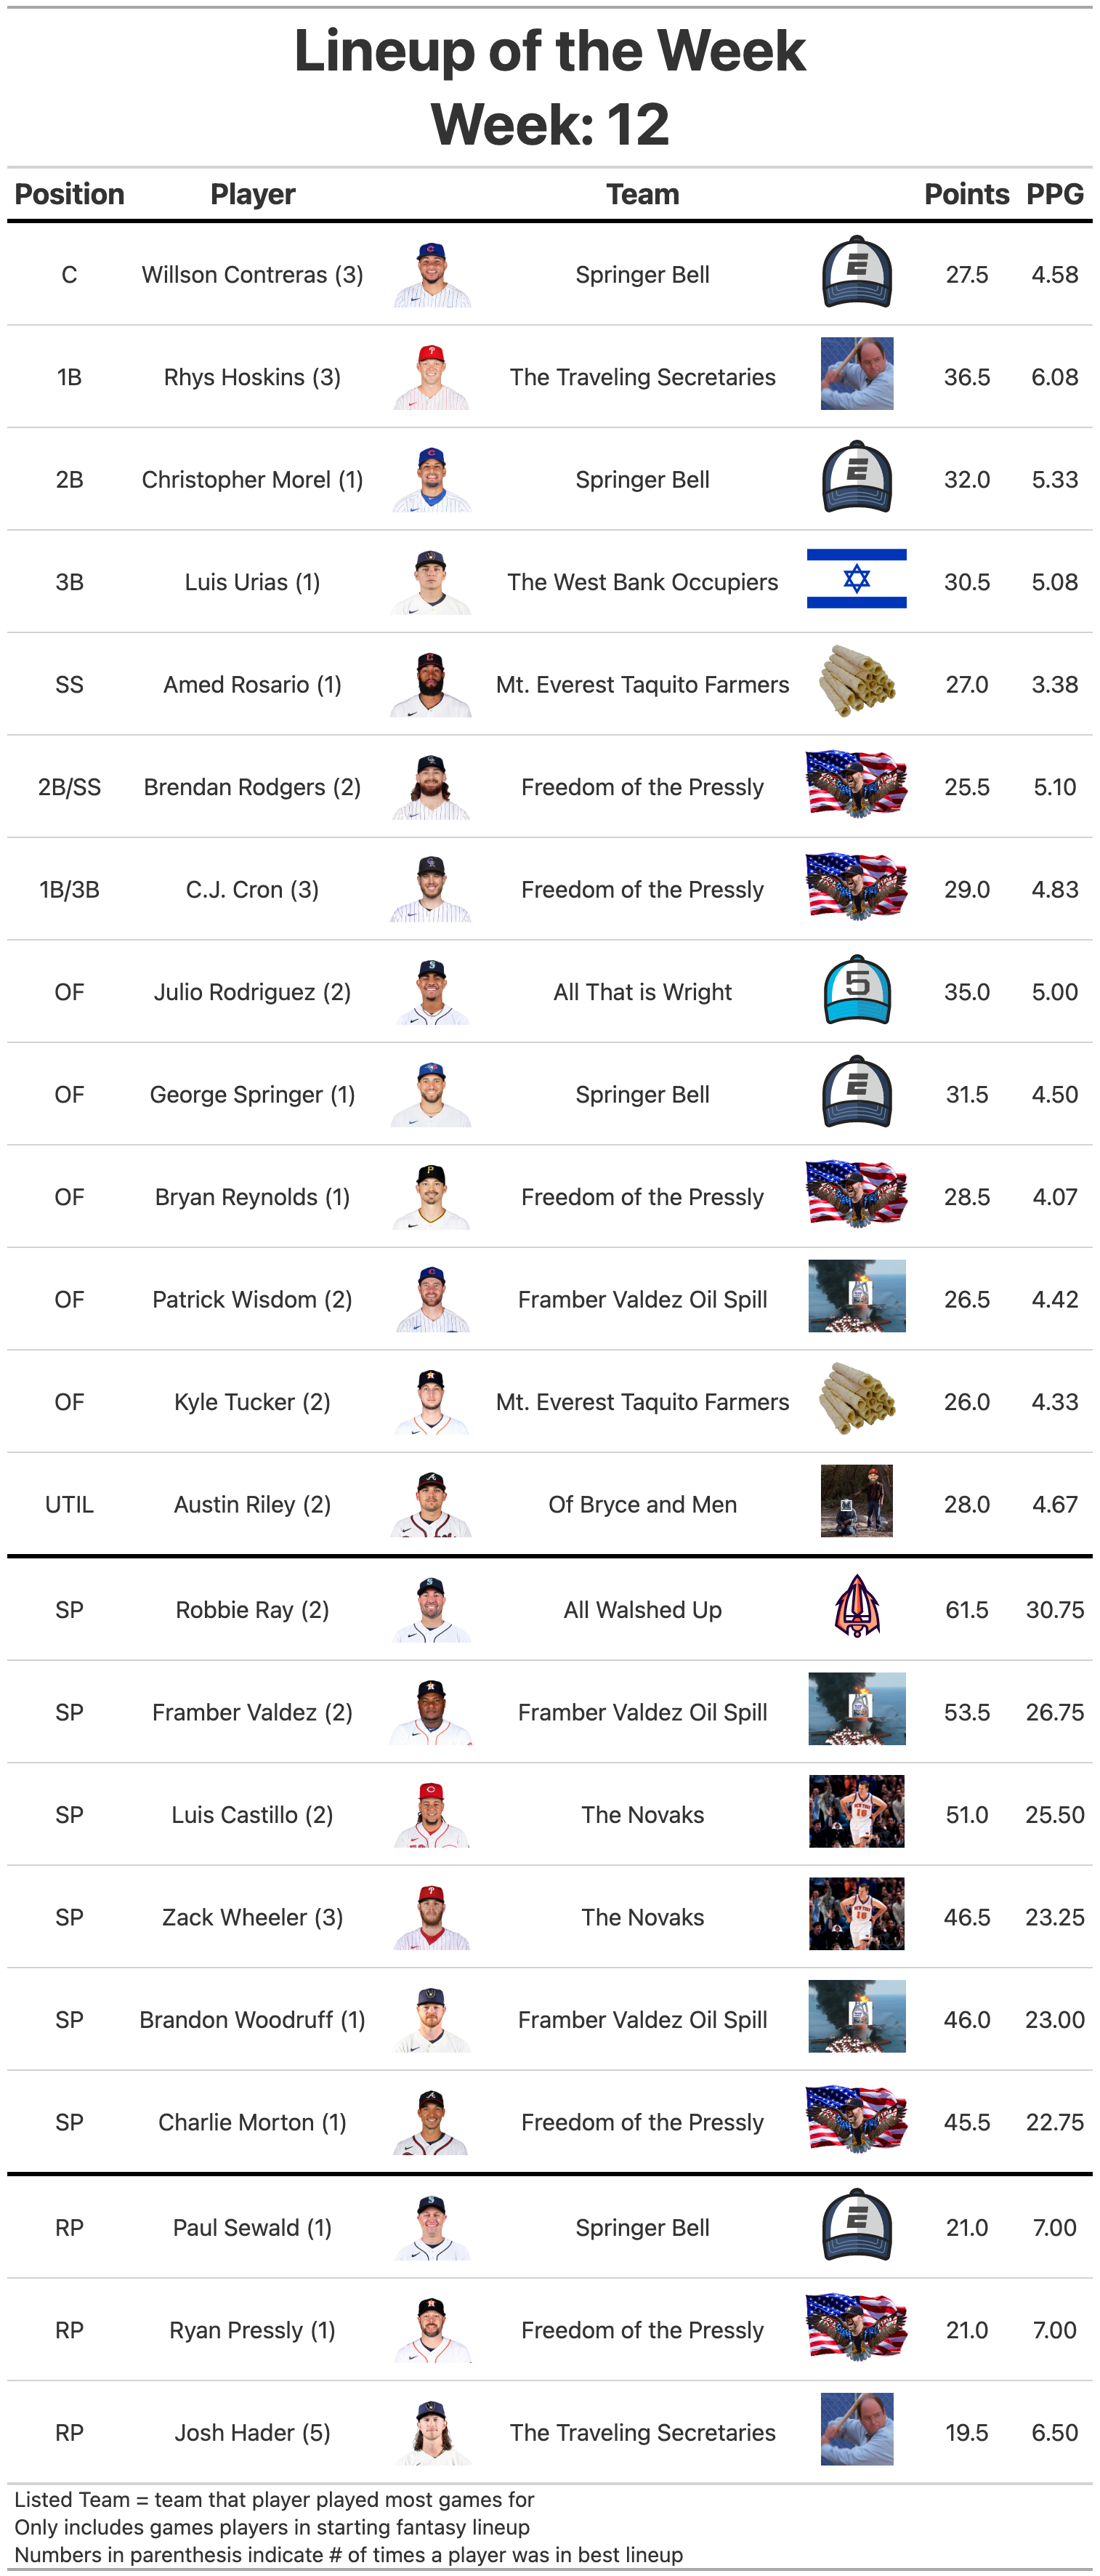 Lineup of the Week
Week: 12
Position Player Team Points PPG
C Willson Contreras (3) Springer Bell 27.5 4.58
1B Rhys Hoskins (3) The Traveling Secretaries 36.5 6.08
2B Christopher Morel (1) Springer Bell 32.0 5.33
3B Luis Urias (1) The West Bank Occupiers 30.5 5.08
SS Amed Rosario (1) Mt. Everest Taquito Farmers 27.0 3.38
2B/SS Brendan Rodgers (2) Freedom of the Pressly 25.5 5.10
1B/3B C.J. Cron (3) Freedom of the Pressly 29.0 4.83
OF Julio Rodriguez (2) All That is Wright 5 35.0 5.00
OF George Springer (1) Springer Bell 31.5 4.50
OF Bryan Reynolds (1) Freedom of the Pressly 28.5 4.07
OF Patrick Wisdom (2) Framber Valdez Oil Spill 26.5 4.42
OF Kyle Tucker (2) Mt. Everest Taquito Farmers 26.0 4.33
UTIL Austin Riley (2) Of Bryce and Men 28.0 4.67
SP Robbie Ray (2) All Walshed Up 61.5 30.75
SP Framber Valdez (2) Framber Valdez Oil Spill 53.5 26.75
SP Luis Castillo (2) The Novaks 51.0 25.50
SP Zack Wheeler (3) The Novaks 46.5 23.25
SP Brandon Woodruff (1) Framber Valdez Oil Spill 46.0 23.00
SP Charlie Morton (1) Freedom of the Pressly 45.5 22.75
RP Paul Sewald (1) Springer Bell 21.0 7.00
RP Ryan Pressly (1) Freedom of the Pressly 21.0 7.00
RP Josh Hader (5) The Traveling Secretaries 19.5 6.50
Listed Team = team that player played most games for
Only includes games players in starting fantasy lineup
Numbers in parenthesis indicate # of times a player was in best lineup